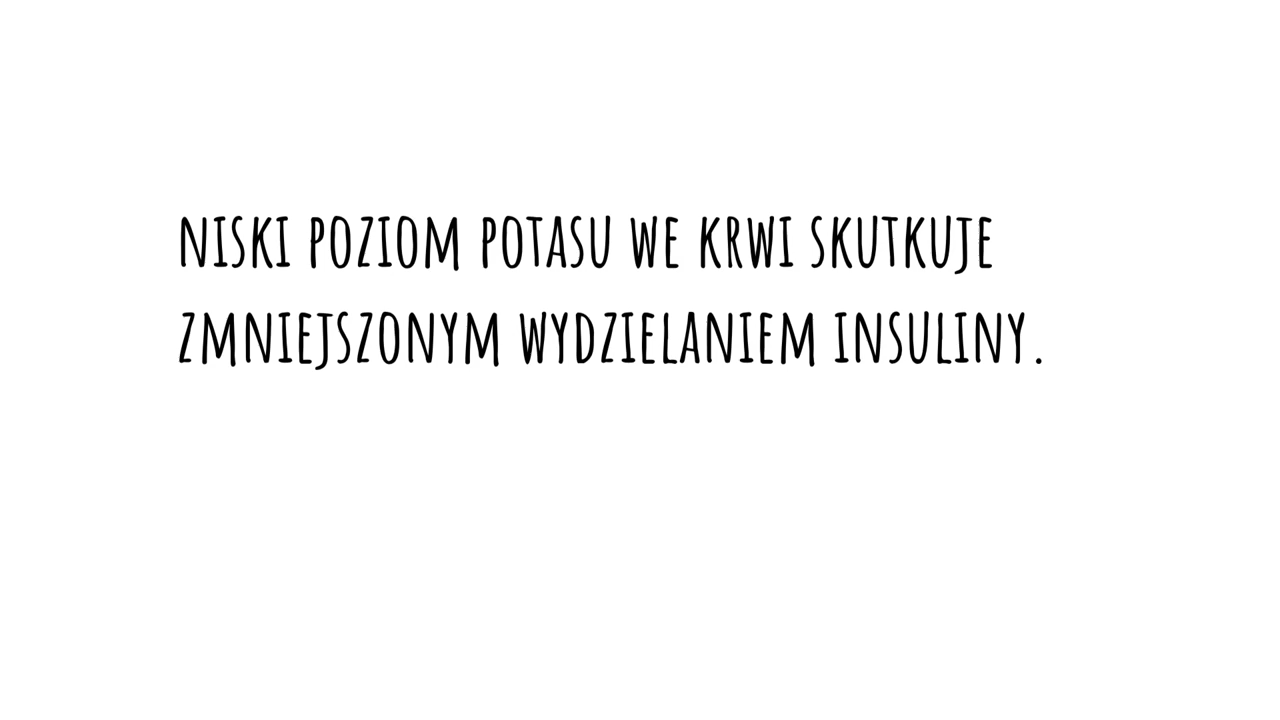 NISKI POZIOM POTASU WE KRWI SKUTKUJE
ZMNIEJSZONYM WYDZIELANIEM INSULINY.